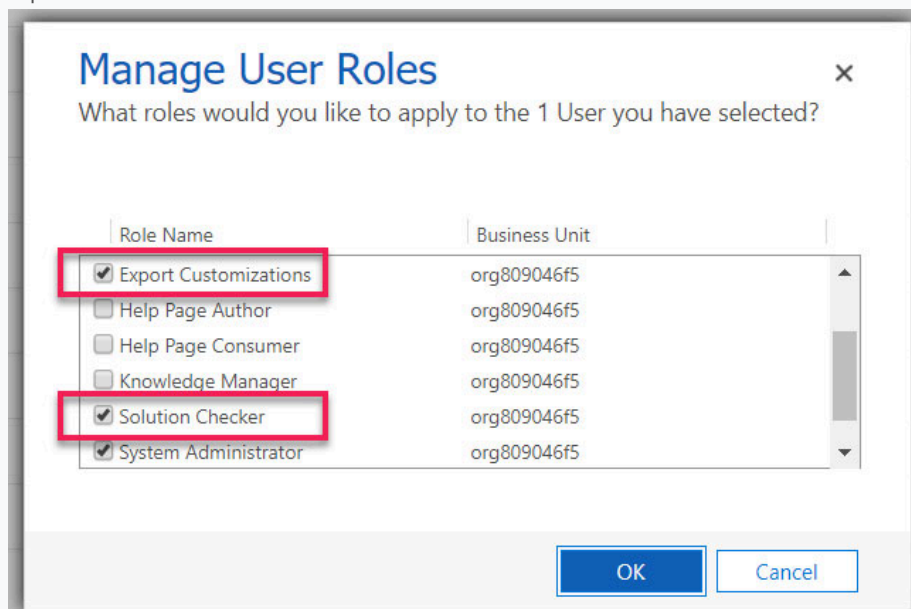 Manage User Roles
What roles would you like to apply to the 1 User you have selected?
Role Name Business Unit
Export Customizations org809046f5
Help Page Author org809046f5
Help Page Consumer org809046f5
Knowledge Manager org809046f5
Solution Checker org809046f5
System Administrator org809046f5
OK Cancel